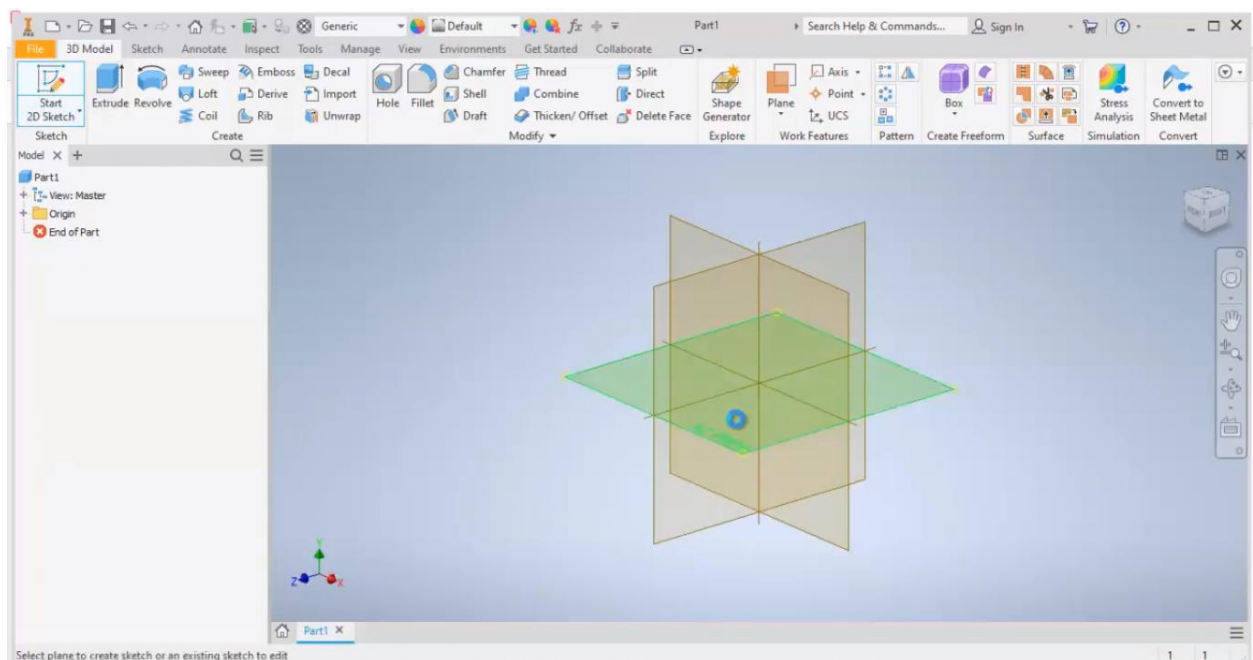 Generic Default fx Part1 Search Help & Commands... Sign In
File 3D Model Sketch Annotate Inspect Tools Manage View Environments Get Started Collaborate
Sweep Emboss Decal Chamfer Thread Split Axis
Loft Derive Import Shell Combine Direct Point
Coil Rib Unwrap Draft Thicken/ Offset Delete Face UCS
Start 2D Sketch Extrude Revolve Hole Fillet Shape Generator Plane Box Stress Analysis Convert to Sheet Metal
Sketch Create Modify Explore Work Features Pattern Create Freeform Surface Simulation Convert
Model
Part1
View: Master
Origin
End of Part
Y
Z X
Part1
Select plane to create sketch or an existing sketch to edit 1 1